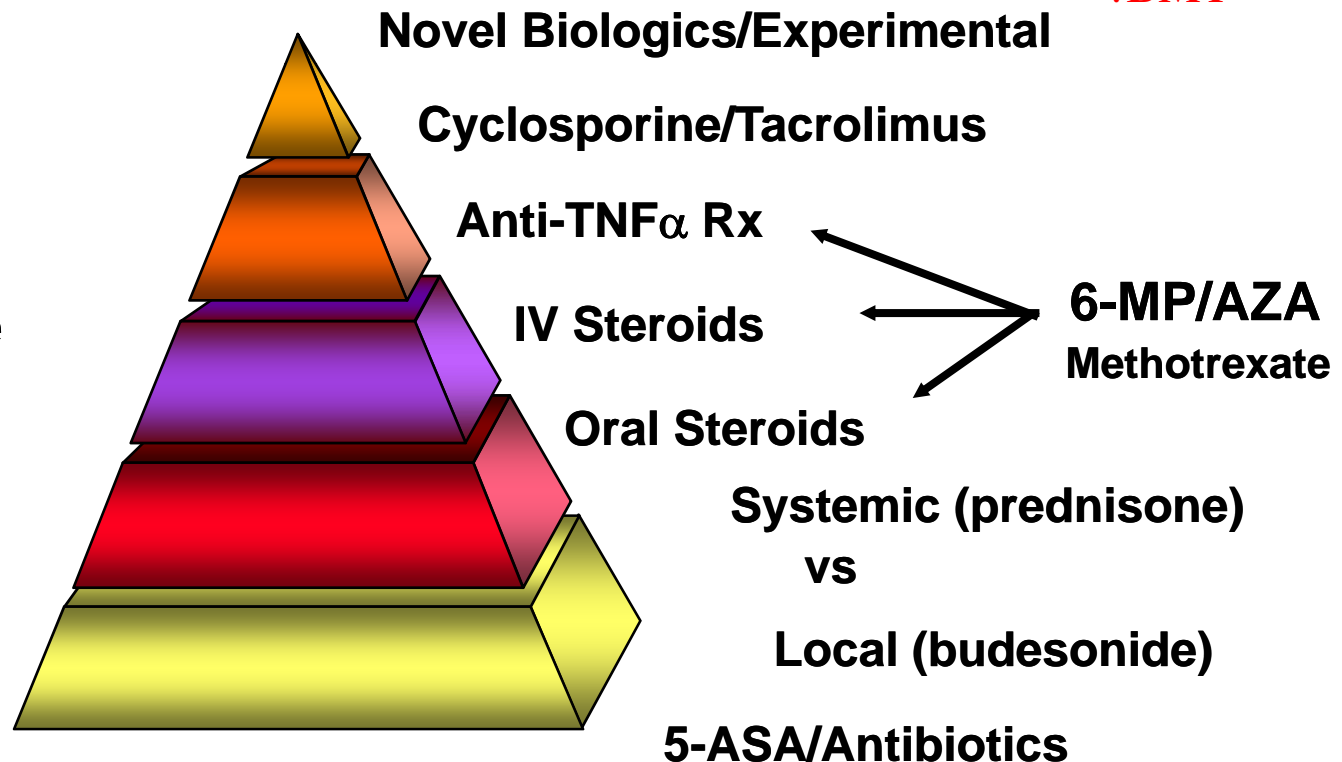 Novel Biologics/Experimental
Cyclosporine/Tacrolimus
Anti-TNFα Rx
IV Steroids
6-MP/AZA
Methotrexate
Oral Steroids
Systemic (prednisone)
vs
Local (budesonide)
5-ASA/Antibiotics